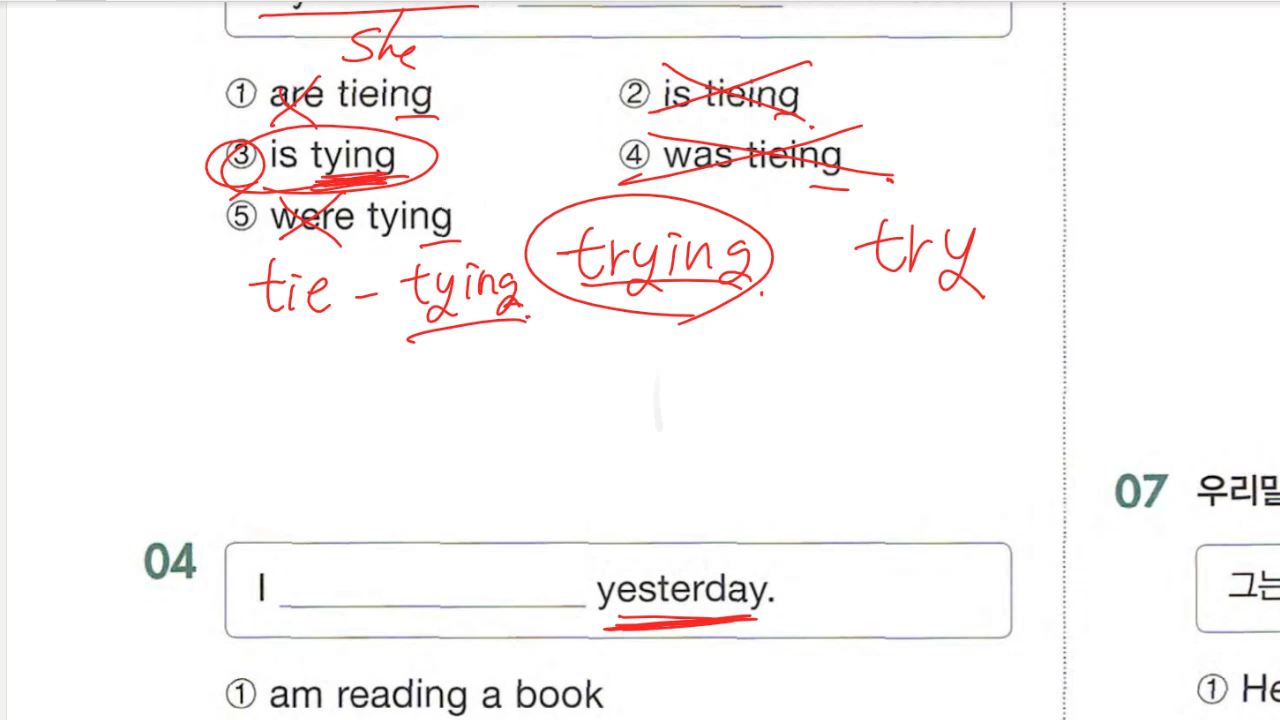 She
① are tieing ② is tieing
③ is tying ④ was tieing
⑤ were tying
tie - tying. trying. try
04 I ____________ yesterday.
① am reading a book
07 우리말
그는
① He